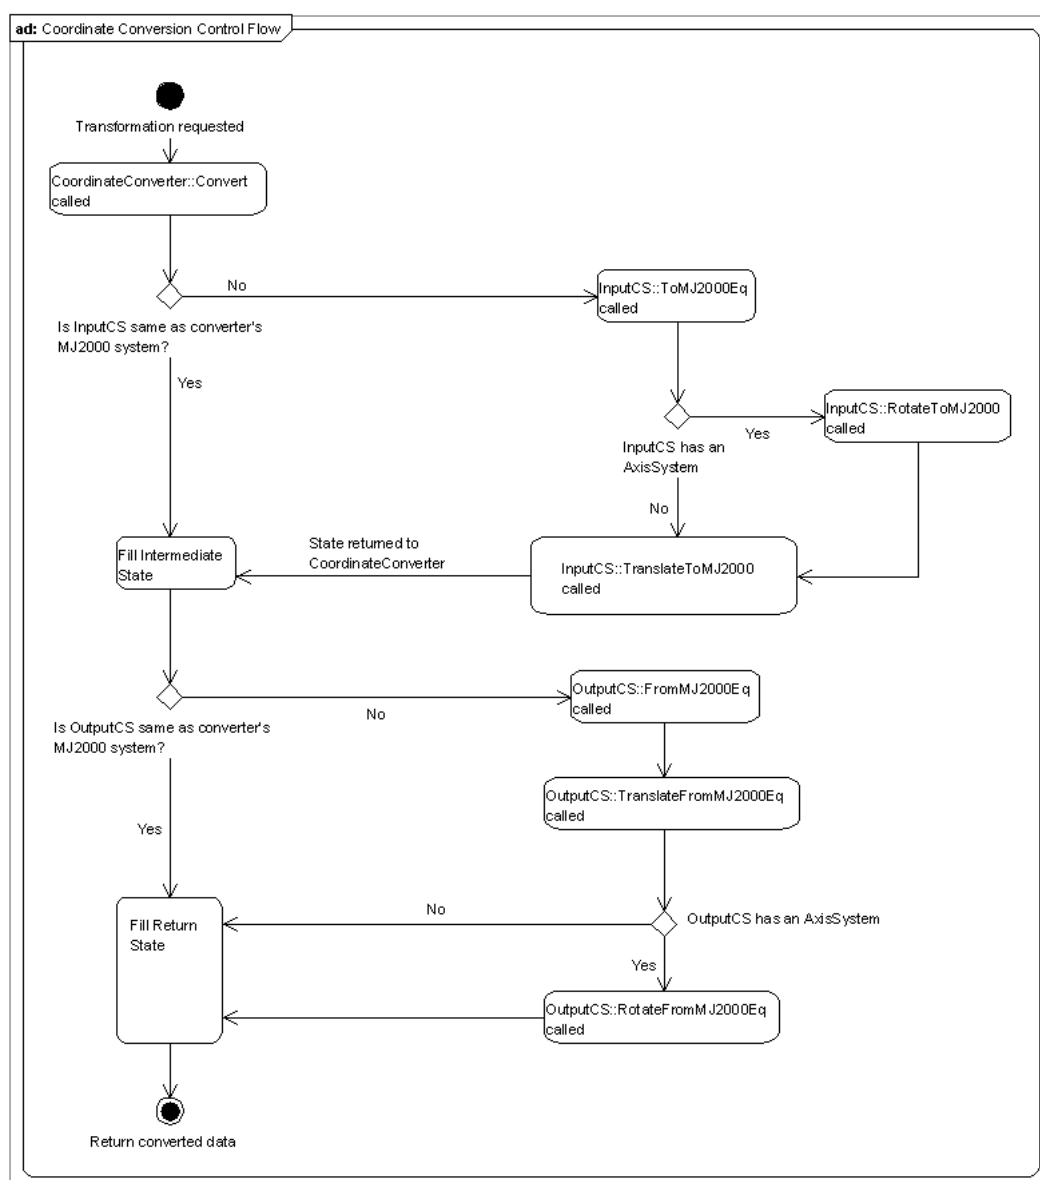 ad: Coordinate Conversion Control Flow
Transformation requested
CoordinateConverter::Convert
called
No
InputCS::ToMJ2000Eq
called
Is InputCS same as converter's
MJ2000 system?
Yes
InputCS::RotateToMJ2000
called
Yes
InputCS has an
AxisSystem
No
Fill Intermediate
State
State returned to
CoordinateConverter
InputCS::TranslateToMJ2000
called
OutputCS::FromMJ2000Eq
called
No
Is OutputCS same as converter's
MJ2000 system?
OutputCS::TranslateFromMJ2000Eq
called
Yes
Fill Return
State
No
OutputCS has an AxisSystem
Yes
OutputCS::RotateFromMJ2000Eq
called
Return converted data